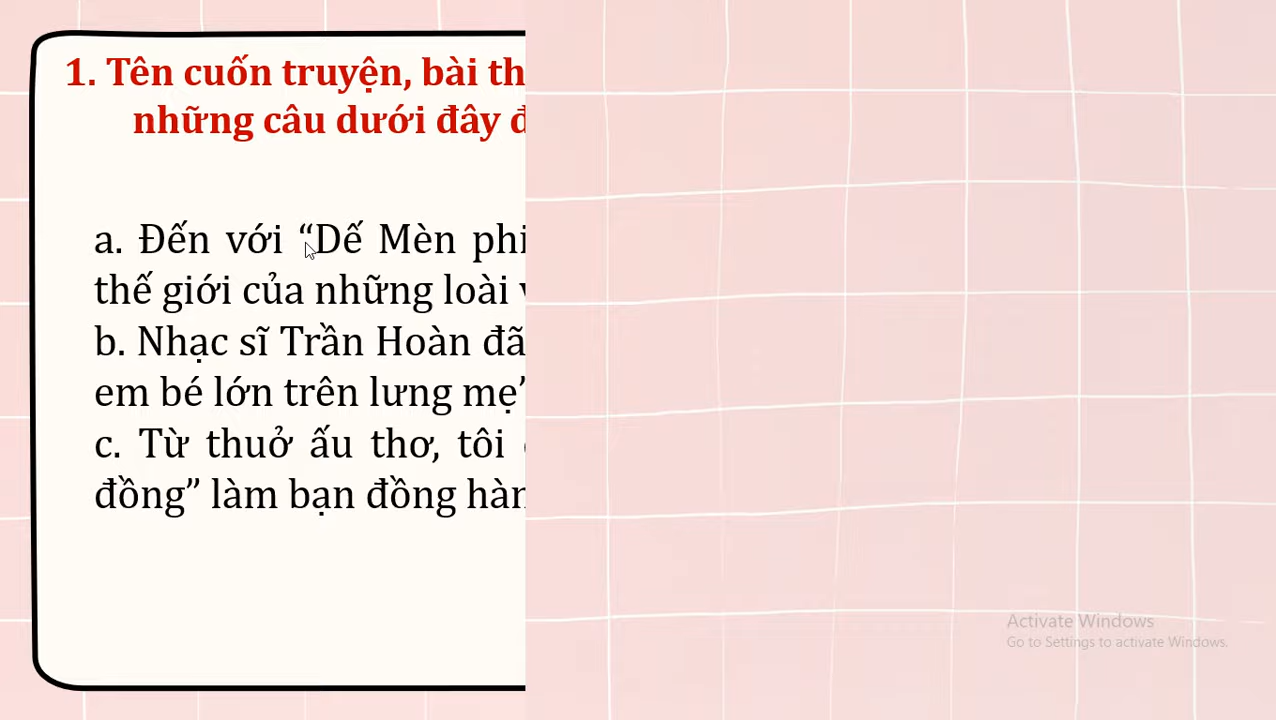 1. Tên cuốn truyện, bài th
những câu dưới đây đ
a. Đến với “Dế Mèn phi
thế giới của những loài v
b. Nhạc sĩ Trần Hoàn đã
em bé lớn trên lưng mẹ”
c. Từ thuở ấu thơ, tôi
đồng” làm bạn đồng hàn
Activate Windows
Go to Settings to activate Windows.